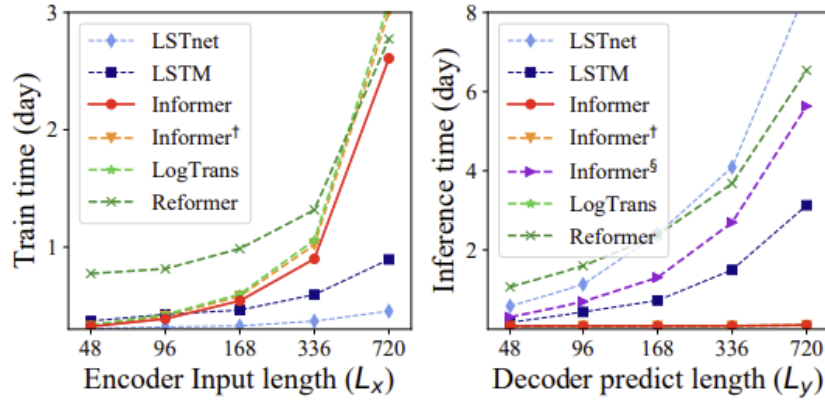 3
2
1
Train time (day)
LSTnet
LSTM
Informer
Informer†
LogTrans
Reformer
48 96 168 336 720
Encoder Input length (Lx)
8
6
4
2
Inference time (day)
LSTnet
LSTM
Informer
Informer†
Informer§
LogTrans
Reformer
48 96 168 336 720
Decoder predict length (Ly)